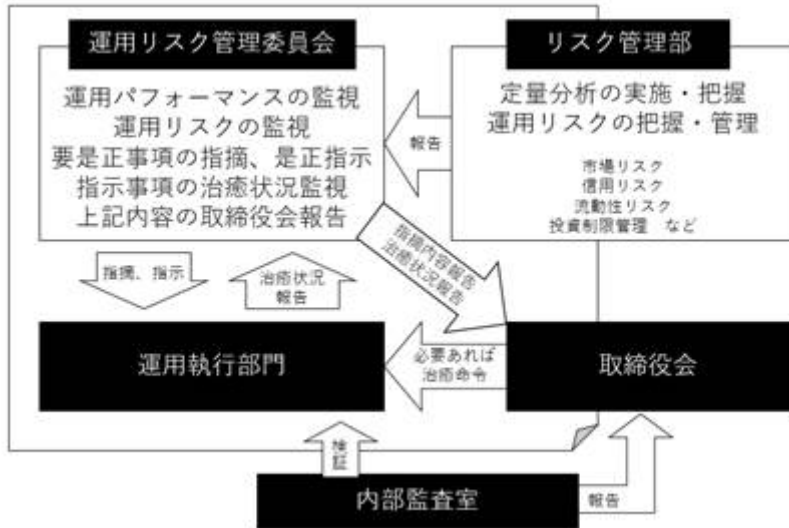 運用リスク管理委員会
運用パフォーマンスの監視
運用リスクの監視
要是正事項の指摘、是正指示
指示事項の治癒状況監視
上記内容の取締役会報告
リスク管理部
定量分析の実施・把握
運用リスクの把握・管理
市場リスク
信用リスク
流動性リスク
投資制限管理 など
報告
指摘、指示
治癒状況
報告
指摘内容報告
治癒状況報告
運用執行部門
必要あれば
治癒命令
取締役会
検証
内部監査室
報告